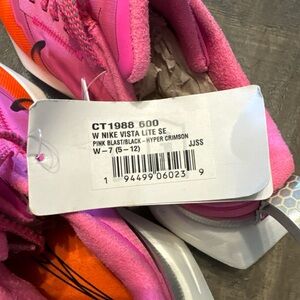 CT1988 600
W NIKE VISTA LITE SE
PINK BLAST/BLACK-HYPER CRIMSON
W-7 (5-12) JJSS
1 94499 06023 9